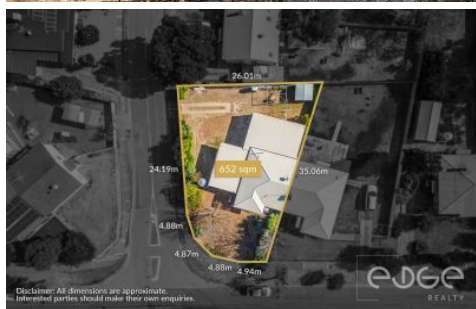 26.01m
652 sqm
24.19m
35.06m
4.88m
4.87m
4.88m
4.94m
Disclaimer: All dimensions are approximate.
Interested parties should make their own enquiries.
edge
REALTY